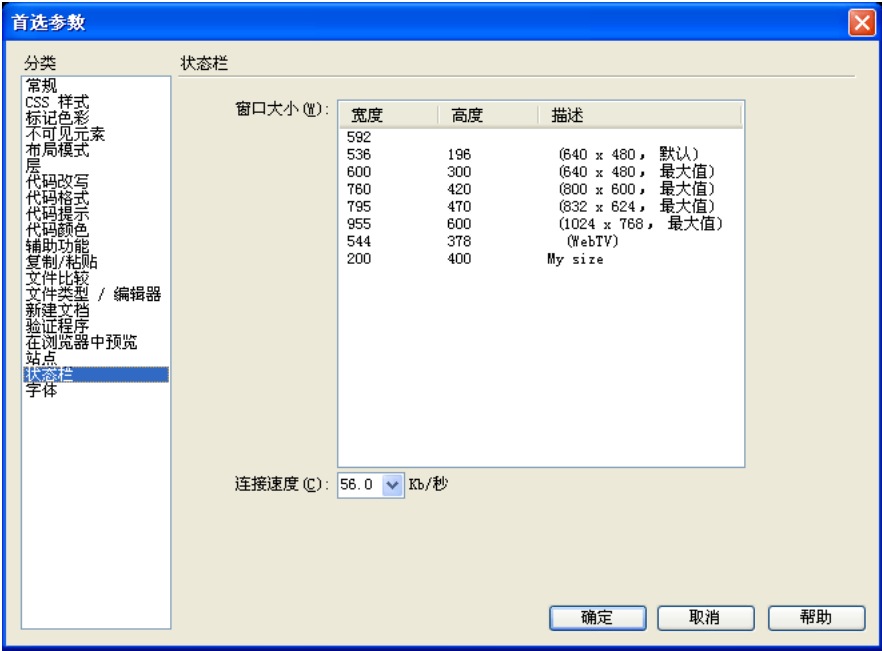 首选参数
分类
常规
CSS 样式
标记色彩
不可见元素
布局模式
层
代码改写
代码格式
代码提示
代码颜色
辅助功能
复制/粘贴
文件比较
文件类型 / 编辑器
新建文档
验证程序
在浏览器中预览
站点
状态栏
字体
状态栏
窗口大小(W):
宽度 高度 描述
592
536 196 (640 x 480, 默认)
600 300 (640 x 480, 最大值)
760 420 (800 x 600, 最大值)
795 470 (832 x 624, 最大值)
955 600 (1024 x 768, 最大值)
544 378 (WebTV)
200 400 My size
连接速度(C): 56.0 Kb/秒
确定 取消 帮助